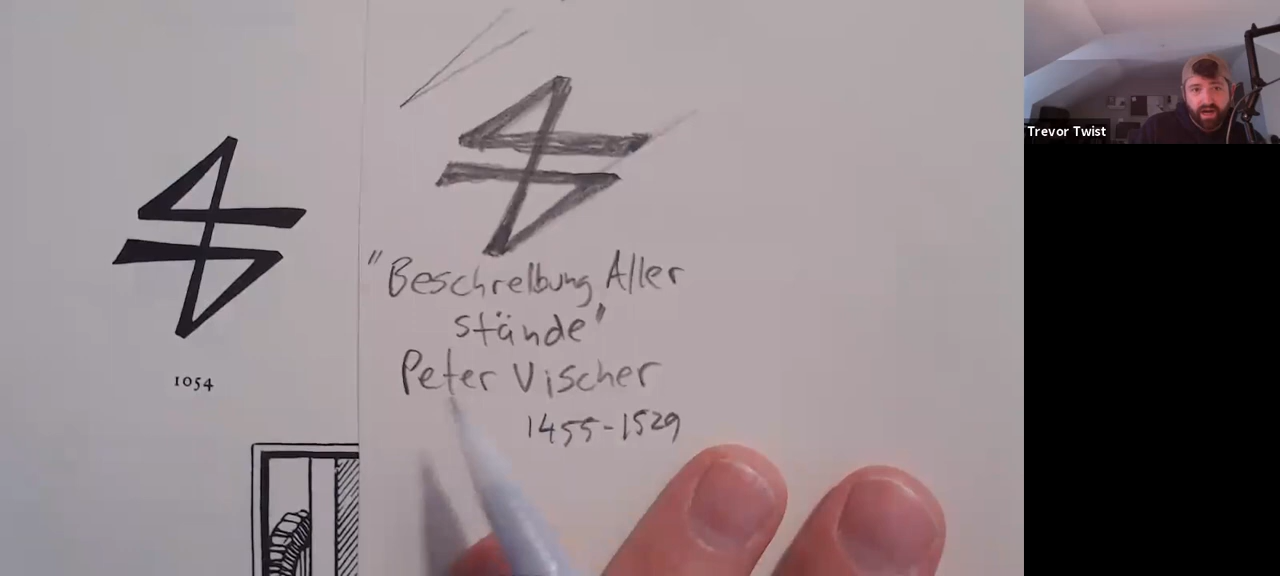 1054
"Beschrelbung Aller
stände"
Peter Vischer
1455-1529
Trevor Twist